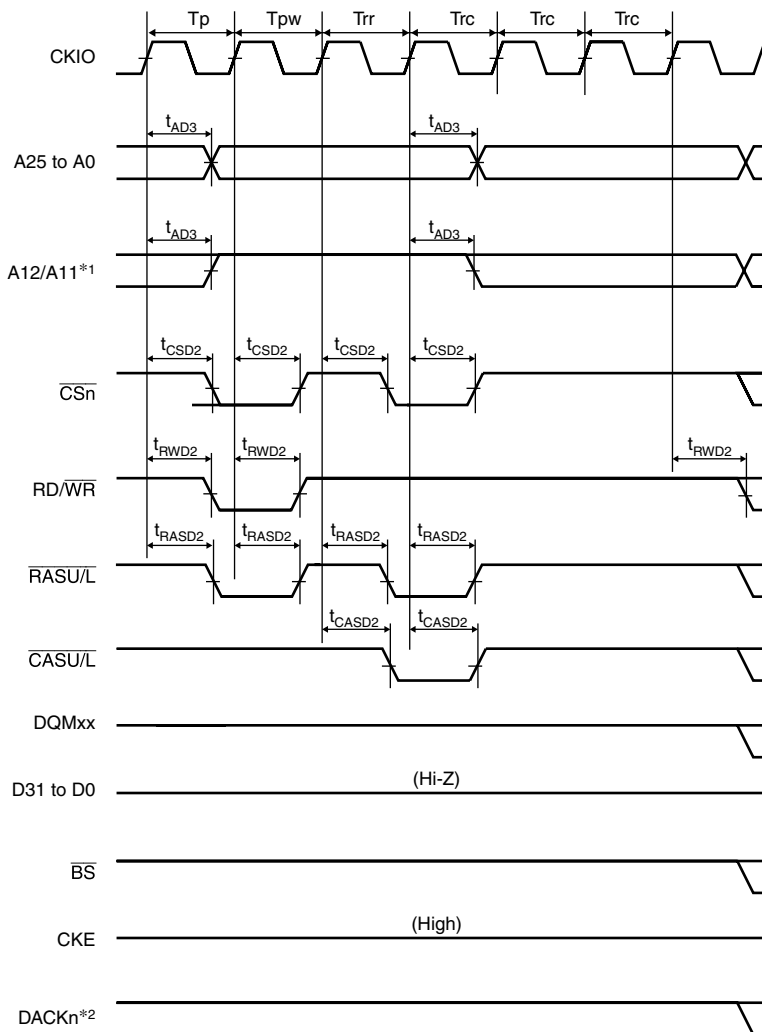 Tp Tpw Trr Trc Trc Trc
CKIO
tAD3 tAD3
A25 to A0
tAD3 tAD3
A12/A11*1
tCSD2 tCSD2 tCSD2 tCSD2
CSn
tRWD2 tRWD2 tRWD2
RD/WR
tRASD2 tRASD2 tRASD2 tRASD2
RASU/L
tCASD2 tCASD2
CASU/L
DQMxx
(Hi-Z)
D31 to D0
BS
(High)
CKE
DACKn*2